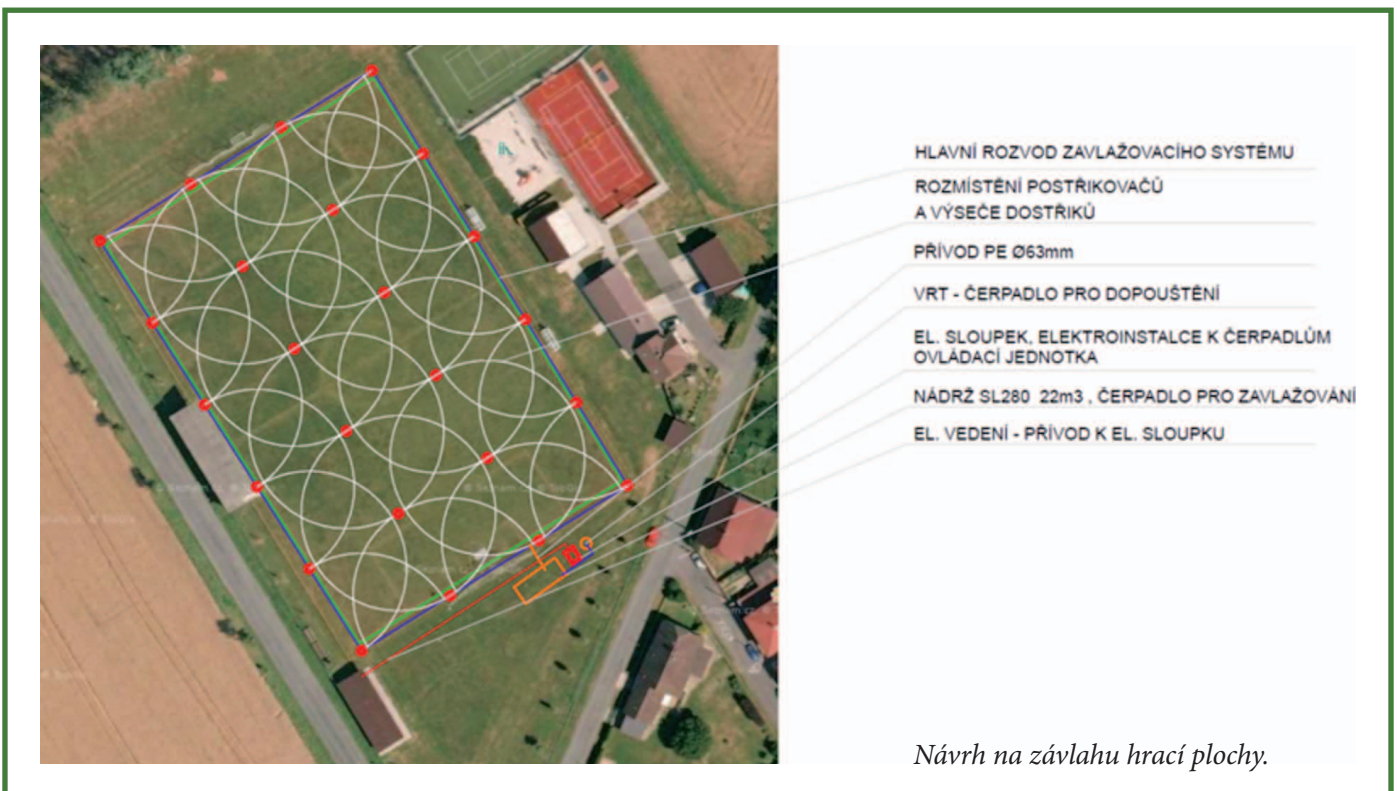 HLAVNÍ ROZVOD ZAVLAŽOVACÍHO SYSTÉMU
ROZMÍSTĚNÍ POSTŘIKOVAČŮ
A VÝSEČE DOSTŘIKŮ
PŘÍVOD PE Ø63mm
VRT - ČERPADLO PRO DOPOUŠTĚNÍ
EL. SLOUPEK, ELEKTROINSTALCE K ČERPADLŮM
OVLÁDACÍ JEDNOTKA
NÁDRŽ SL280 22m3 , ČERPADLO PRO ZAVLAŽOVÁNÍ
EL. VEDENÍ - PŘÍVOD K EL. SLOUPKU
Návrh na závlahu hrací plochy.